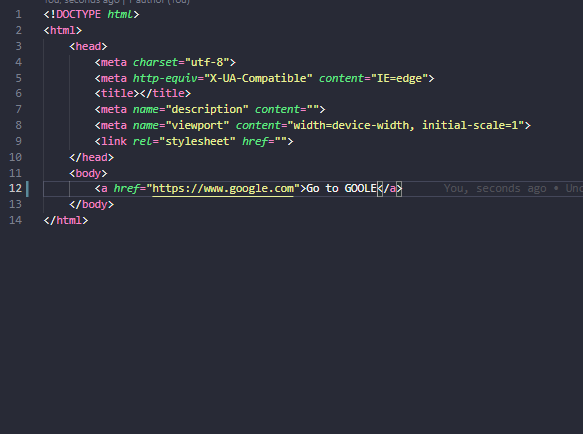 You, seconds ago | 1 author (You)
1 <!DOCTYPE html>
2 <html>
3 <head>
4 <meta charset="utf-8">
5 <meta http-equiv="X-UA-Compatible" content="IE=edge">
6 <title></title>
7 <meta name="description" content="">
8 <meta name="viewport" content="width=device-width, initial-scale=1">
9 <link rel="stylesheet" href="">
10 </head>
11 <body>
12 <a href="https://www.google.com">Go to GOOLE</a> You, seconds ago • Unc
13 </body>
14 </html>